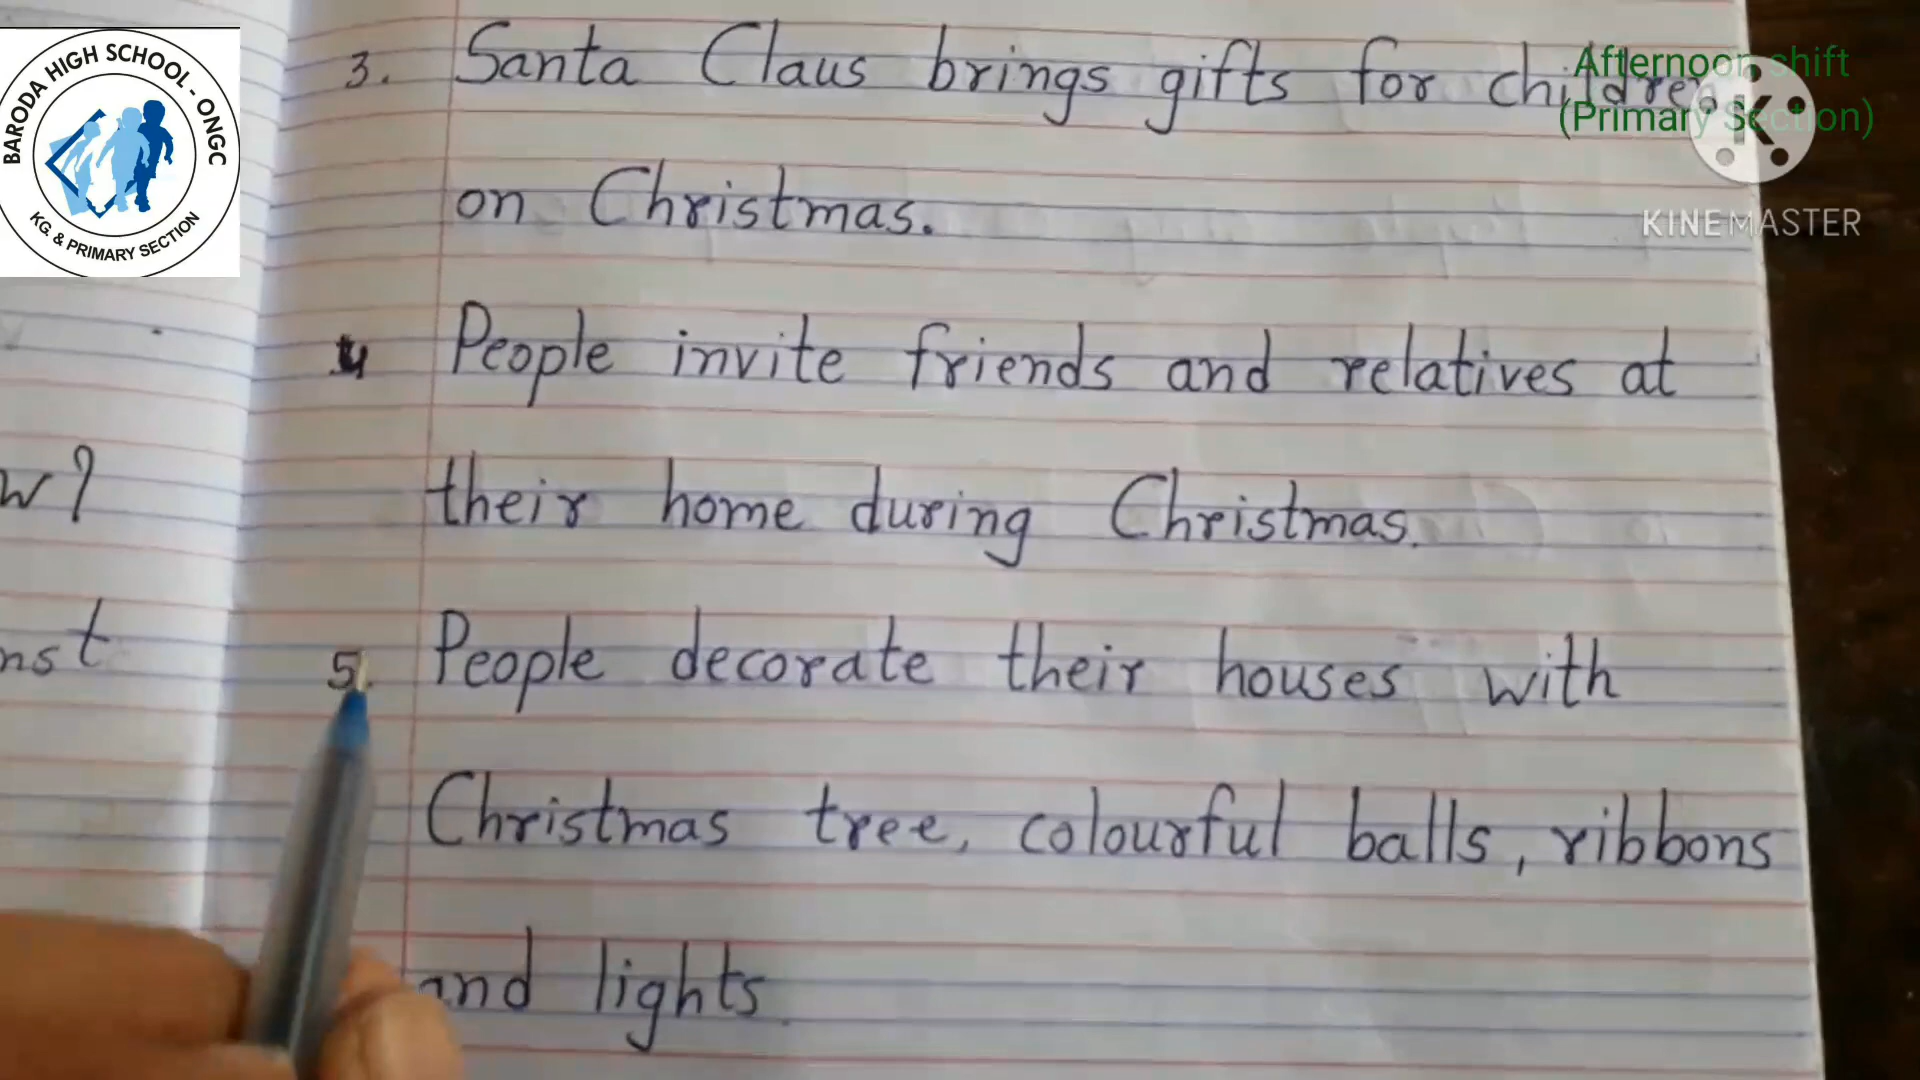 BARODA HIGH SCHOOL - ONGC
KG. & PRIMARY SECTION
Afternoon shift
(Primary Section)
KINEMASTER
3. Santa Claus brings gifts for children
on Christmas.
4 People invite friends and relatives at
their home during Christmas.
5. People decorate their houses with
Christmas tree, colourful balls, ribbons
and lights.
w?
nst